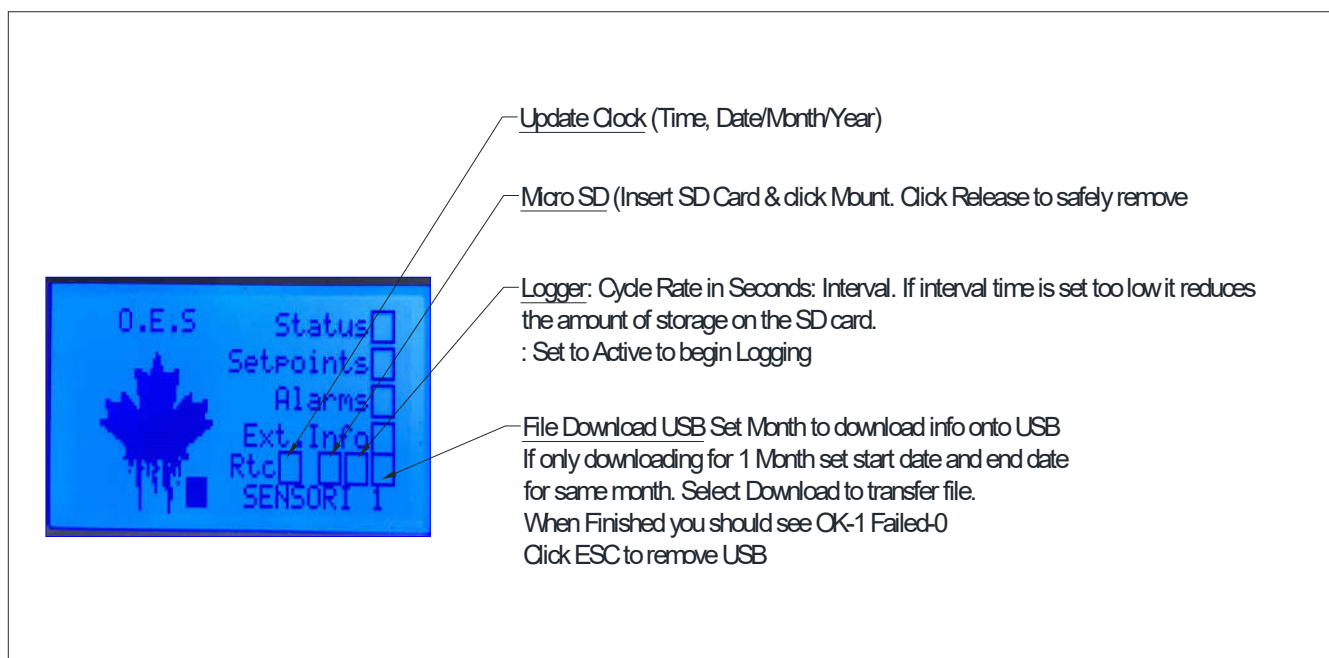 Update Clock (Time, Date/Month/Year)
Micro SD (Insert SD Card & click Mount. Click Release to safely remove
Logger: Cycle Rate in Seconds: Interval. If interval time is set too low it reduces
the amount of storage on the SD card.
: Set to Active to begin Logging
File Download USB Set Month to download info onto USB
If only downloading for 1 Month set start date and end date
for same month. Select Download to transfer file.
When Finished you should see OK-1 Failed-0
Click ESC to remove USB
O.E.S
Status
Setpoints
Alarms
Ext. Info
Rtc
SENSOR1 1